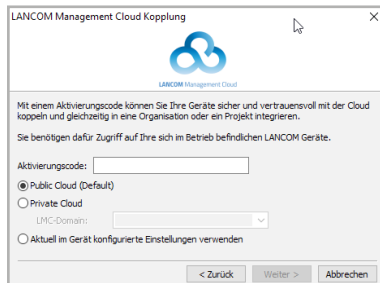 LANCOM Management Cloud Kopplung
LANCOM Management Cloud
Mit einem Aktivierungscode können Sie Ihre Geräte sicher und vertrauensvoll mit der Cloud
koppeln und gleichzeitig in eine Organisation oder ein Projekt integrieren.
Sie benötigen dafür Zugriff auf Ihre sich im Betrieb befindlichen LANCOM Geräte.
Aktivierungscode:
Public Cloud (Default)
Private Cloud
LMC-Domain:
Aktuell im Gerät konfigurierte Einstellungen verwenden
< Zurück Weiter > Abbrechen